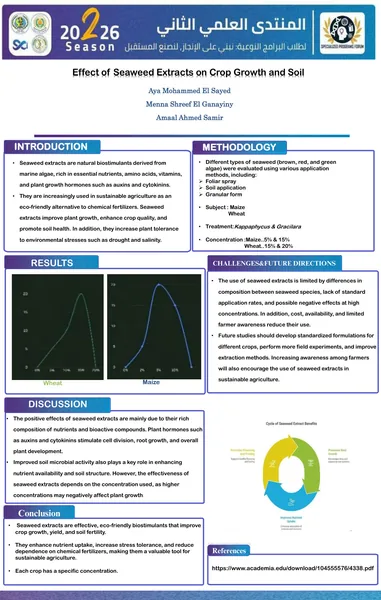 المنتدى العلمي الثاني
لطلاب البرامج النوعية: نبني على الإنجاز.. لنصنع المستقبل
2026
Season
SPECIALIZED PROGRAMS FORUM
Effect of Seaweed Extracts on Crop Growth and Soil
Aya Mohammed El Sayed
Menna Shreef El Ganayiny
Amaal Ahmed Samir
INTRODUCTION
• Seaweed extracts are natural biostimulants derived from
marine algae, rich in essential nutrients, amino acids, vitamins,
and plant growth hormones such as auxins and cytokinins.
• They are increasingly used in sustainable agriculture as an
eco-friendly alternative to chemical fertilizers. Seaweed
extracts improve plant growth, enhance crop quality, and
promote soil health. In addition, they increase plant tolerance
to environmental stresses such as drought and salinity.
METHODOLOGY
• Different types of seaweed (brown, red, and green
algae) were evaluated using various application
methods, including:
➢ Foliar spray
➢ Soil application
➢ Granular form
• Subject : Maize
Wheat
• Treatment:Kappaphycus & Gracilara
• Concentration :Maize..5% & 15%
Wheat..15% & 20%
RESULTS
Wheat
Maize
CHALLENGES&FUTURE DIRECTIONS
• The use of seaweed extracts is limited by differences in
composition between seaweed species, lack of standard
application rates, and possible negative effects at high
concentrations. In addition, cost, availability, and limited
farmer awareness reduce their use.
• Future studies should develop standardized formulations for
different crops, perform more field experiments, and improve
extraction methods. Increasing awareness among farmers
will also encourage the use of seaweed extracts in
sustainable agriculture.
DISCUSSION
• The positive effects of seaweed extracts are mainly due to their rich
composition of nutrients and bioactive compounds. Plant hormones such
as auxins and cytokinins stimulate cell division, root growth, and overall
plant development.
• Improved soil microbial activity also plays a key role in enhancing
nutrient availability and soil structure. However, the effectiveness of
seaweed extracts depends on the concentration used, as higher
concentrations may negatively affect plant growth
Cycle of Seaweed Extract Benefits
Conclusion
• Seaweed extracts are effective, eco-friendly biostimulants that improve
crop growth, yield, and soil fertility.
• They enhance nutrient uptake, increase stress tolerance, and reduce
dependence on chemical fertilizers, making them a valuable tool for
sustainable agriculture.
• Each crop has a specific concentration.
References
https://www.academia.edu/download/104555576/4338.pdf